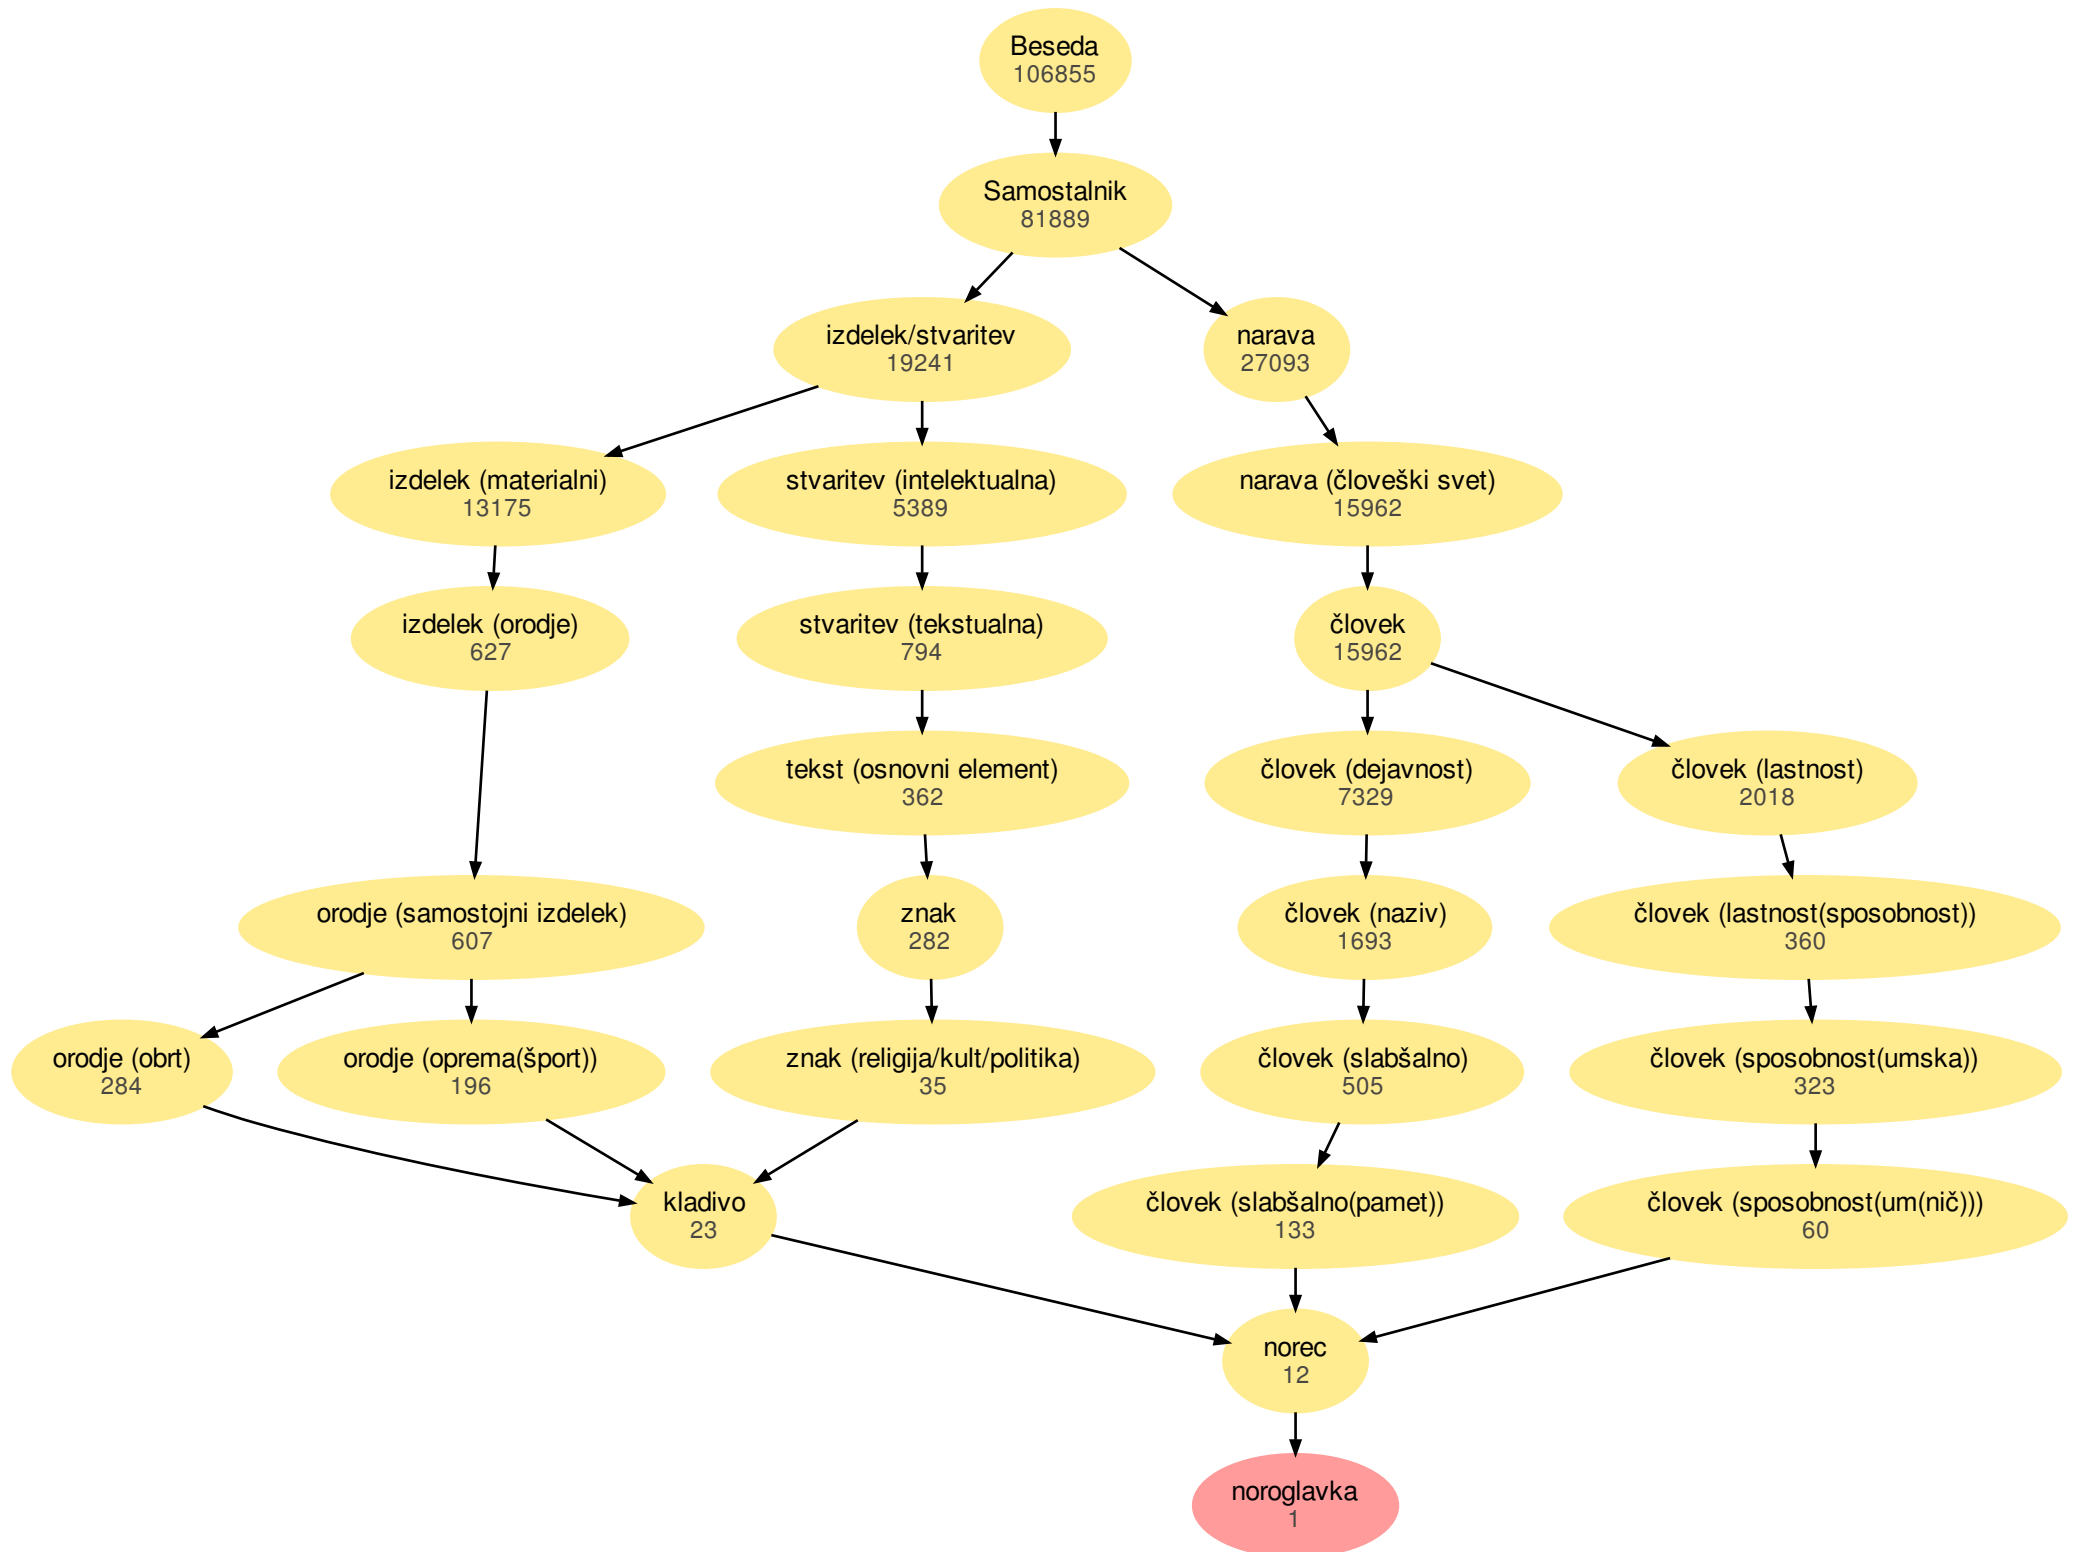 Beseda
106855
Samostalnik
81889
izdelek/stvaritev
19241
narava
27093
izdelek (materialni)
13175
stvaritev (intelektualna)
5389
narava (človeški svet)
15962
izdelek (orodje)
627
stvaritev (tekstualna)
794
človek
15962
tekst (osnovni element)
362
človek (dejavnost)
7329
človek (lastnost)
2018
orodje (samostojni izdelek)
607
znak
282
človek (naziv)
1693
človek (lastnost(sposobnost))
360
orodje (obrt)
284
orodje (oprema(šport))
196
znak (religija/kult/politika)
35
človek (slabšalno)
505
človek (sposobnost(umska))
323
kladivo
23
človek (slabšalno(pamet))
133
človek (sposobnost(um(nič)))
60
norec
12
noroglavka
1